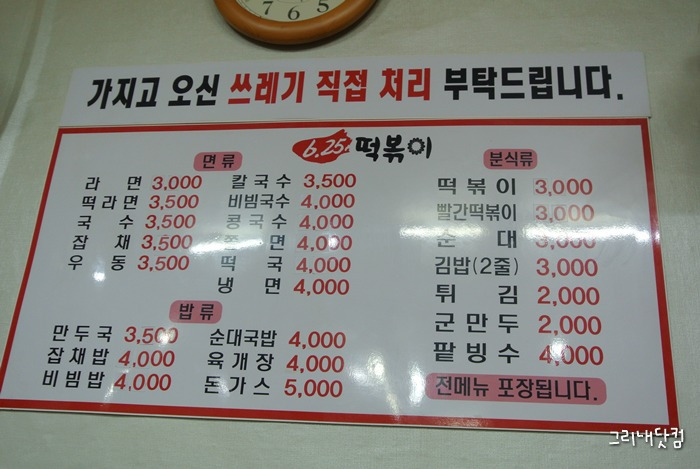 가지고 오신 쓰레기 직접 처리 부탁드립니다.
6.25 떡볶이
면류
라면 3,000
떡라면 3,500
국수 3,500
잡채 3,500
우동 3,500
칼국수 3,500
비빔국수 4,000
콩국수 4,000
쫄면 4,000
떡국 4,000
냉면 4,000
밥류
만두국 3,500
잡채밥 4,000
비빔밥 4,000
순대국밥 4,000
육개장 4,000
돈가스 5,000
분식류
떡볶이 3,000
빨간떡볶이 3,000
순대 3,000
김밥(2줄) 3,000
튀김 2,000
군만두 2,000
팥빙수 4,000
전메뉴 포장됩니다.
그리내닷컴